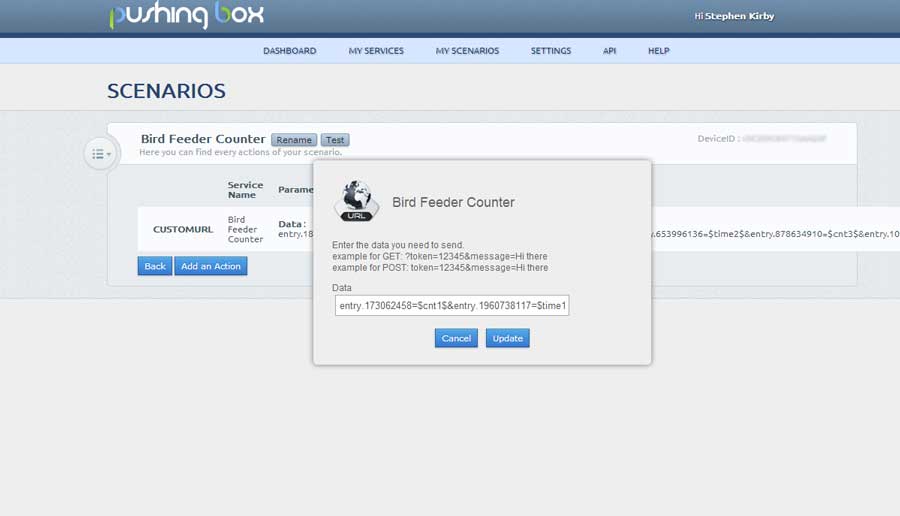 pushing box
Hi Stephen Kirby
DASHBOARD MY SERVICES MY SCENARIOS SETTINGS API HELP
SCENARIOS
Bird Feeder Counter Rename Test
DeviceID :
Here you can find every actions of your scenario.
Service Name
Parame
CUSTOMURL
Bird Feeder Counter
Data :
entry.18
.653996136=$time2$&entry.878634910=$cnt3$&entry.10
Back Add an Action
URL
Bird Feeder Counter
Enter the data you need to send.
example for GET: ?token=12345&message=Hi there
example for POST: token=12345&message=Hi there
Data
entry.173062458=$cnt1$&entry.1960738117=$time1
Cancel Update